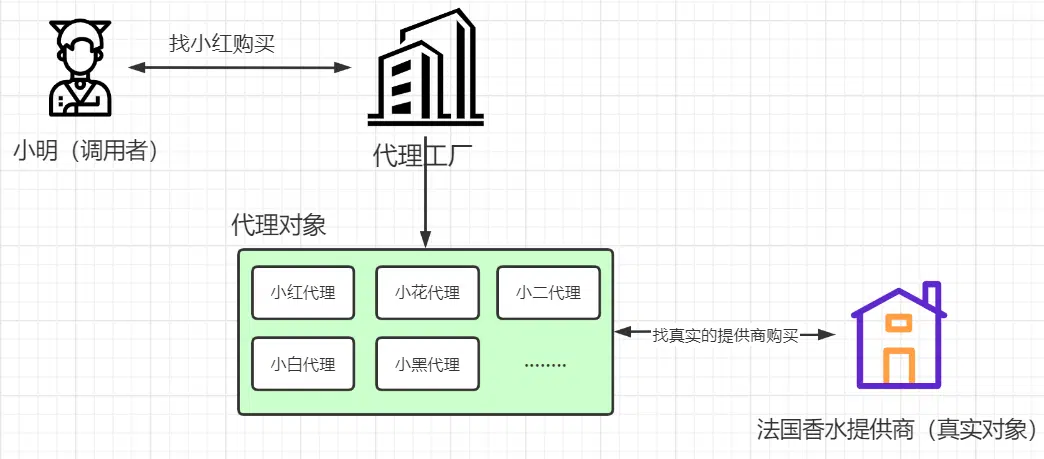 找小红购买
小明（调用者）
代理工厂
代理对象
小红代理
小花代理
小二代理
小白代理
小黑代理
........
找真实的提供商购买
法国香水提供商（真实对象）